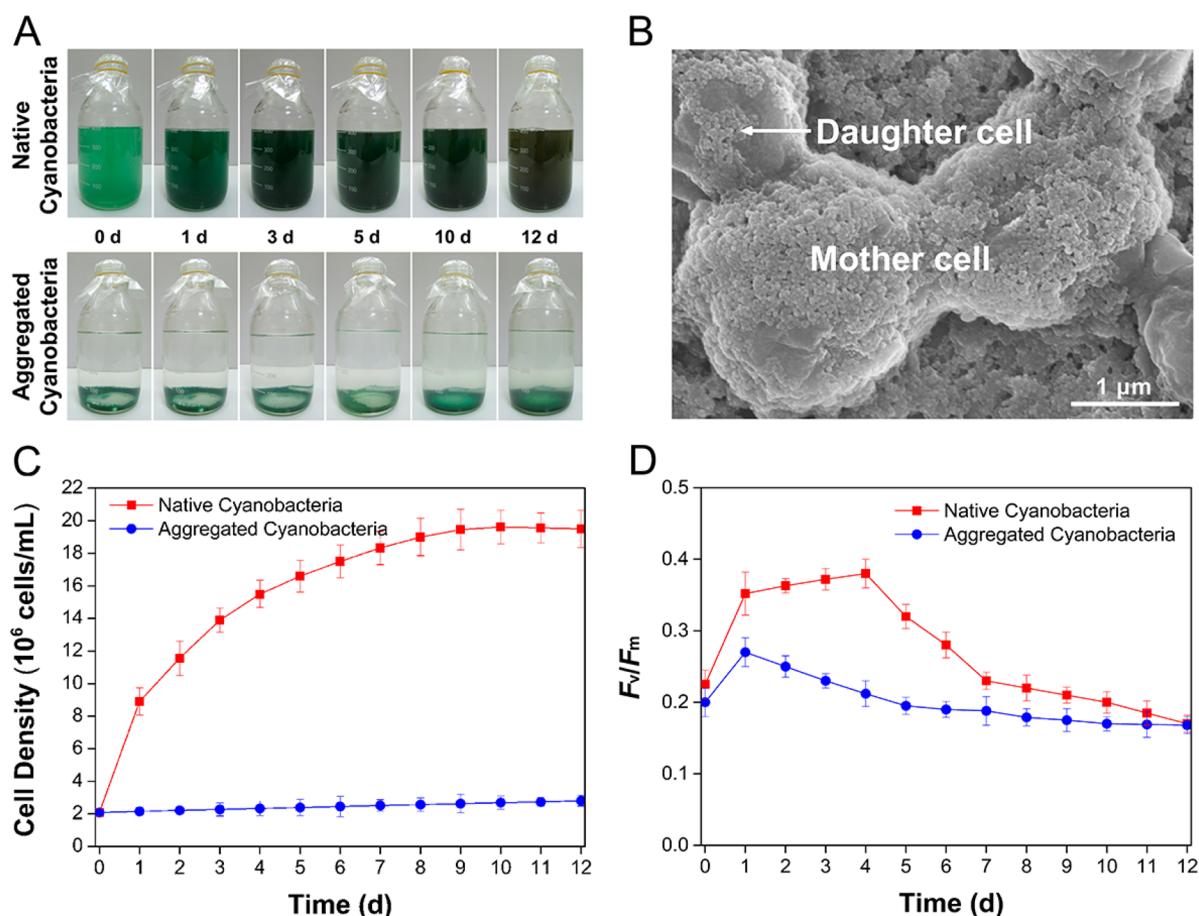 A
Native
Cyanobacteria
0 d
1 d
3 d
5 d
10 d
12 d
Aggregated
Cyanobacteria
B
Daughter cell
Mother cell
1 μm
C
Native Cyanobacteria
Aggregated Cyanobacteria
Cell Density (10⁶ cells/mL)
22
20
18
16
14
12
10
8
6
4
2
0
0 1 2 3 4 5 6 7 8 9 10 11 12
Time (d)
D
Native Cyanobacteria
Aggregated Cyanobacteria
Fv/Fm
0.5
0.4
0.3
0.2
0.1
0.0
0 1 2 3 4 5 6 7 8 9 10 11 12
Time (d)